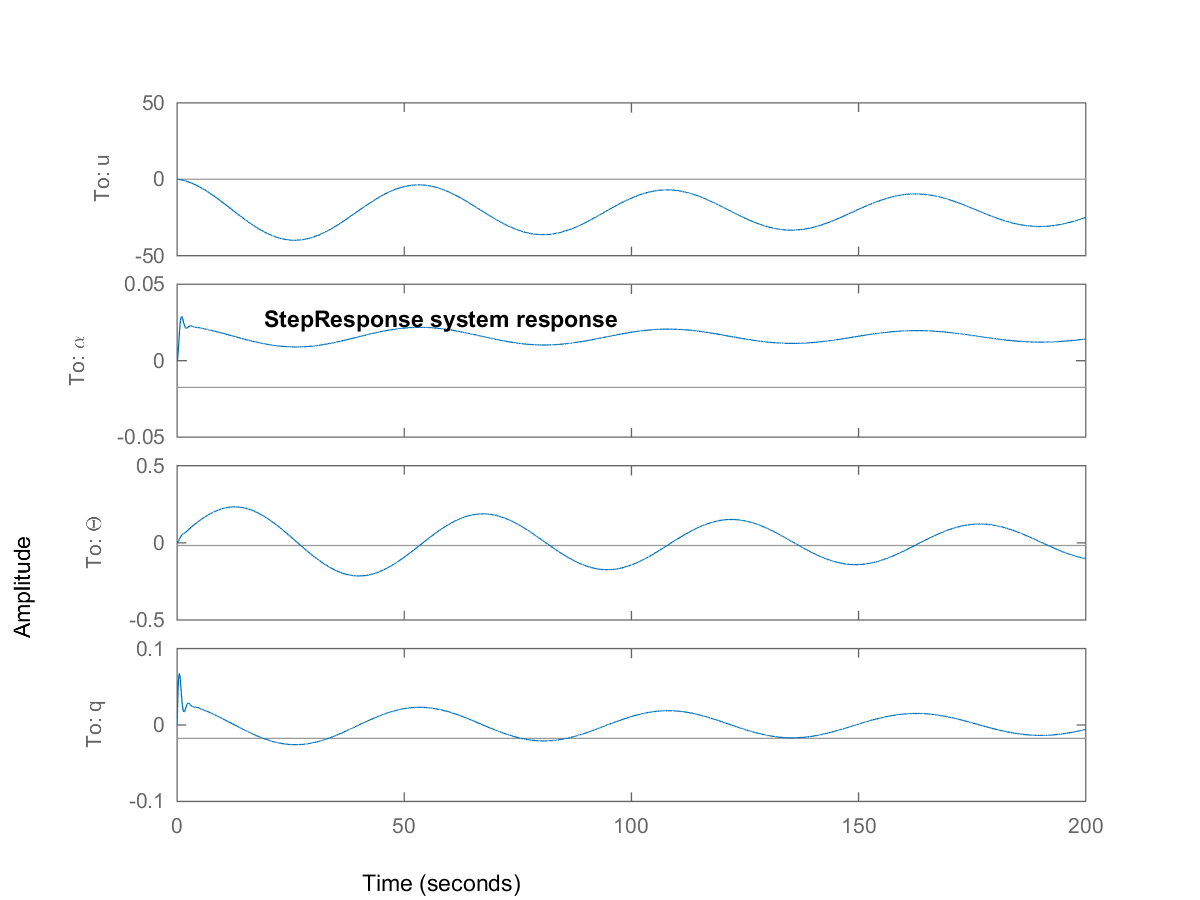 50
0
-50
To: u
0.05
0
-0.05
To: α
StepResponse system response
0.5
0
-0.5
To: Θ
0.1
0
-0.1
To: q
0 50 100 150 200
Amplitude
Time (seconds)